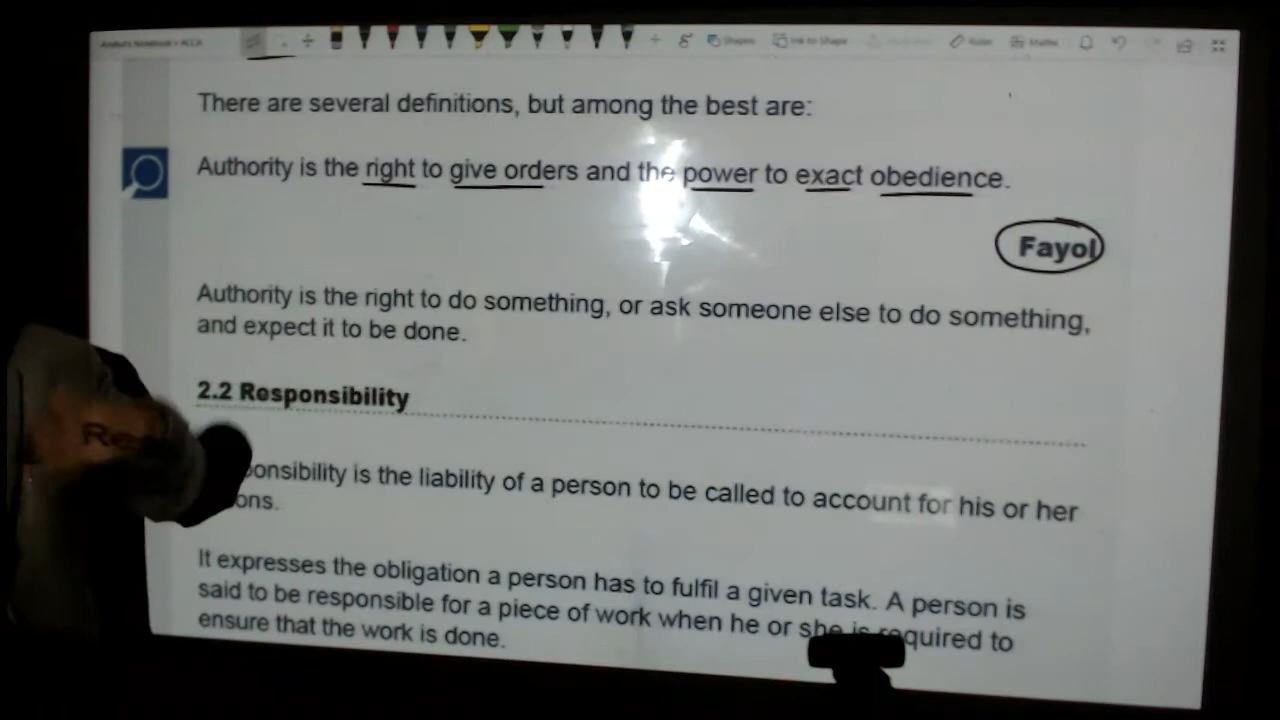 There are several definitions, but among the best are:
Authority is the right to give orders and the power to exact obedience.
Fayol
Authority is the right to do something, or ask someone else to do something,
and expect it to be done.
2.2 Responsibility
onsibility is the liability of a person to be called to account for his or her
ons.
It expresses the obligation a person has to fulfil a given task. A person is
said to be responsible for a piece of work when he or she is required to
ensure that the work is done.